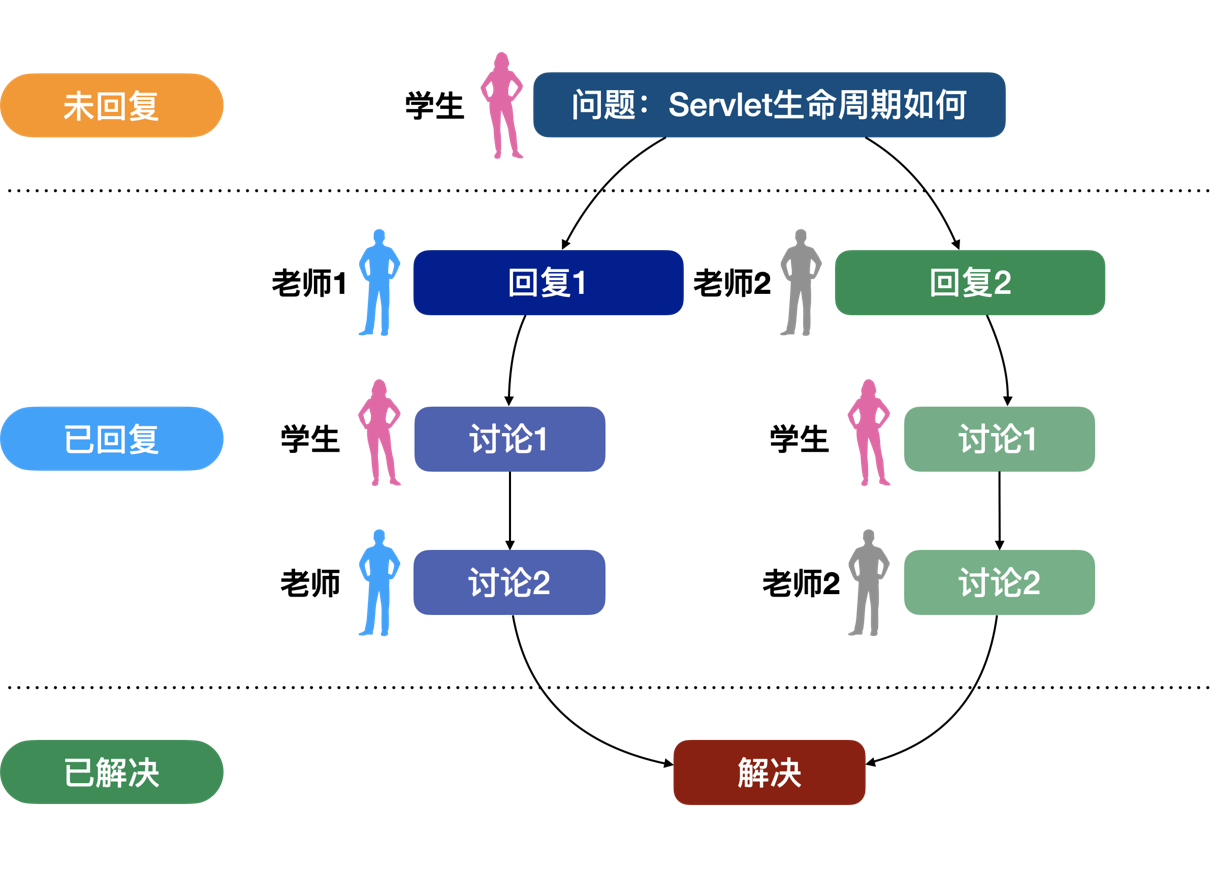 未回复
学生
问题：Servlet生命周期如何
老师1
回复1
老师2
回复2
已回复
学生
讨论1
学生
讨论1
老师
讨论2
老师2
讨论2
已解决
解决